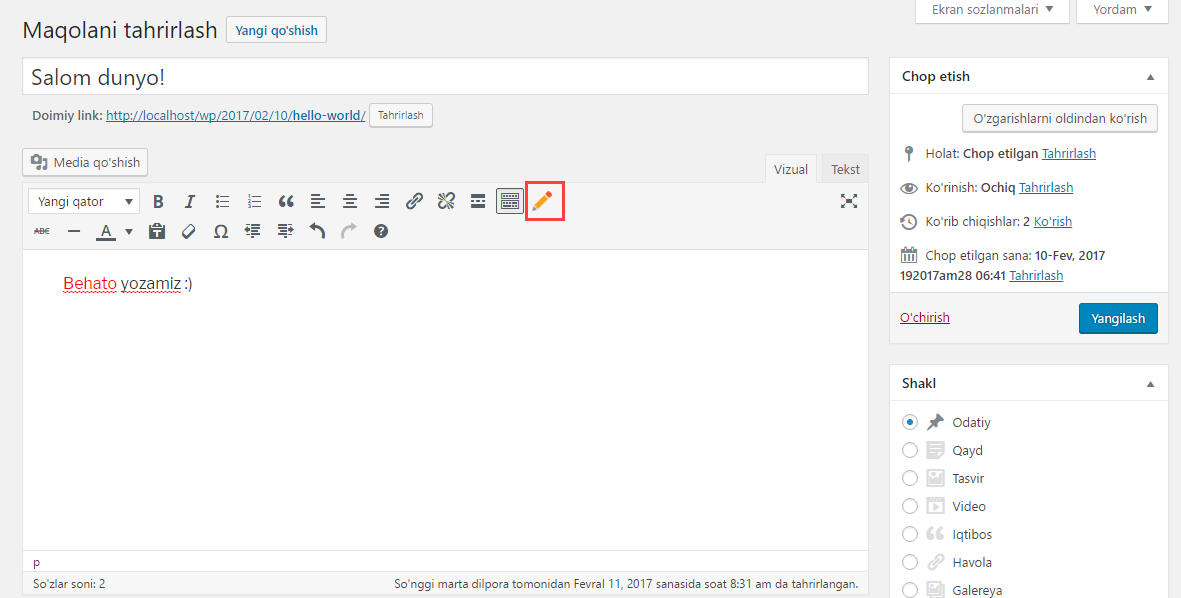 Ekran sozlanmalari ▼ Yordam ▼
Maqolani tahrirlash Yangi qo'shish
Salom dunyo!
Doimiy link: http://localhost/wp/2017/02/10/hello-world/ Tahrirlash
Media qo'shish
Vizual Tekst
Yangi qator ▼ B I
ABC A ▼ T Ω ?
Behato yozamiz :)
p
So'zlar soni: 2
So'nggi marta dilpora tomonidan Fevral 11, 2017 sanasida soat 8:31 am da tahrirlangan.
Chop etish ▲
O'zgarishlarni oldindan ko'rish
Holat: Chop etilgan Tahrirlash
Ko'rinish: Ochiq Tahrirlash
Ko'rib chiqishlar: 2 Ko'rish
Chop etilgan sana: 10-Fev, 2017
192017am28 06:41 Tahrirlash
O'chirish Yangilash
Shakl ▲
Odatiy
Qayd
Tasvir
Video
Iqtibos
Havola
Galereya